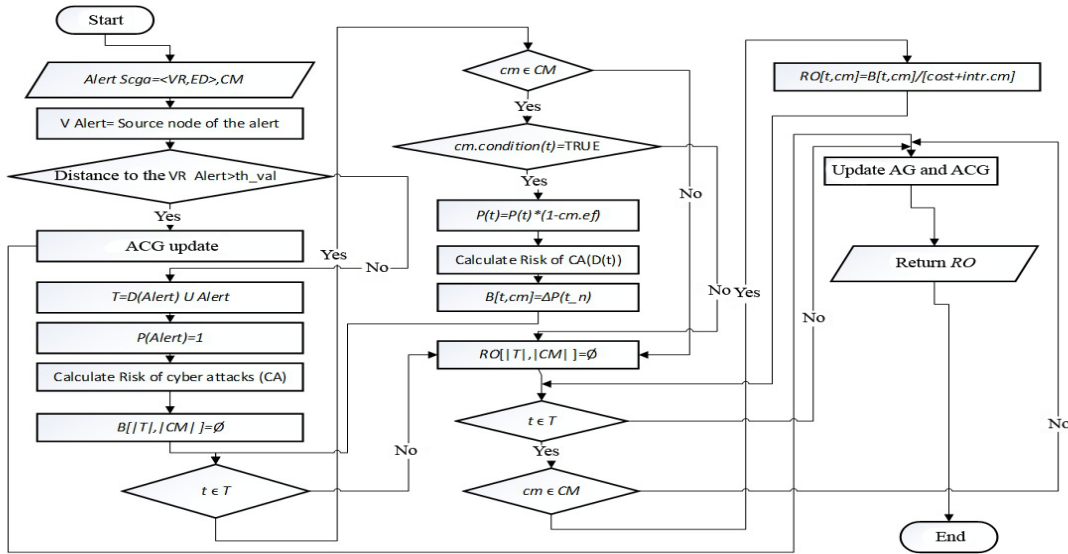 Start
Alert Scga=<VR,ED>,CM
V Alert= Source node of the alert
Distance to the VR Alert>th_val
Yes
No
ACG update
T=D(Alert) U Alert
P(Alert)=1
Calculate Risk of cyber attacks (CA)
B[|T|,|CM| ]=Ø
t ϵ T
Yes
No
cm ϵ CM
Yes
No
cm.condition(t)=TRUE
Yes
No
P(t)=P(t)*(1-cm.ef)
Calculate Risk of CA(D(t))
B[t,cm]=ΔP(t_n)
RO[|T|,|CM| ]=Ø
t ϵ T
Yes
No
cm ϵ CM
Yes
No
RO[t,cm]=B[t,cm]/[cost+intr.cm]
Update AG and ACG
Return RO
End